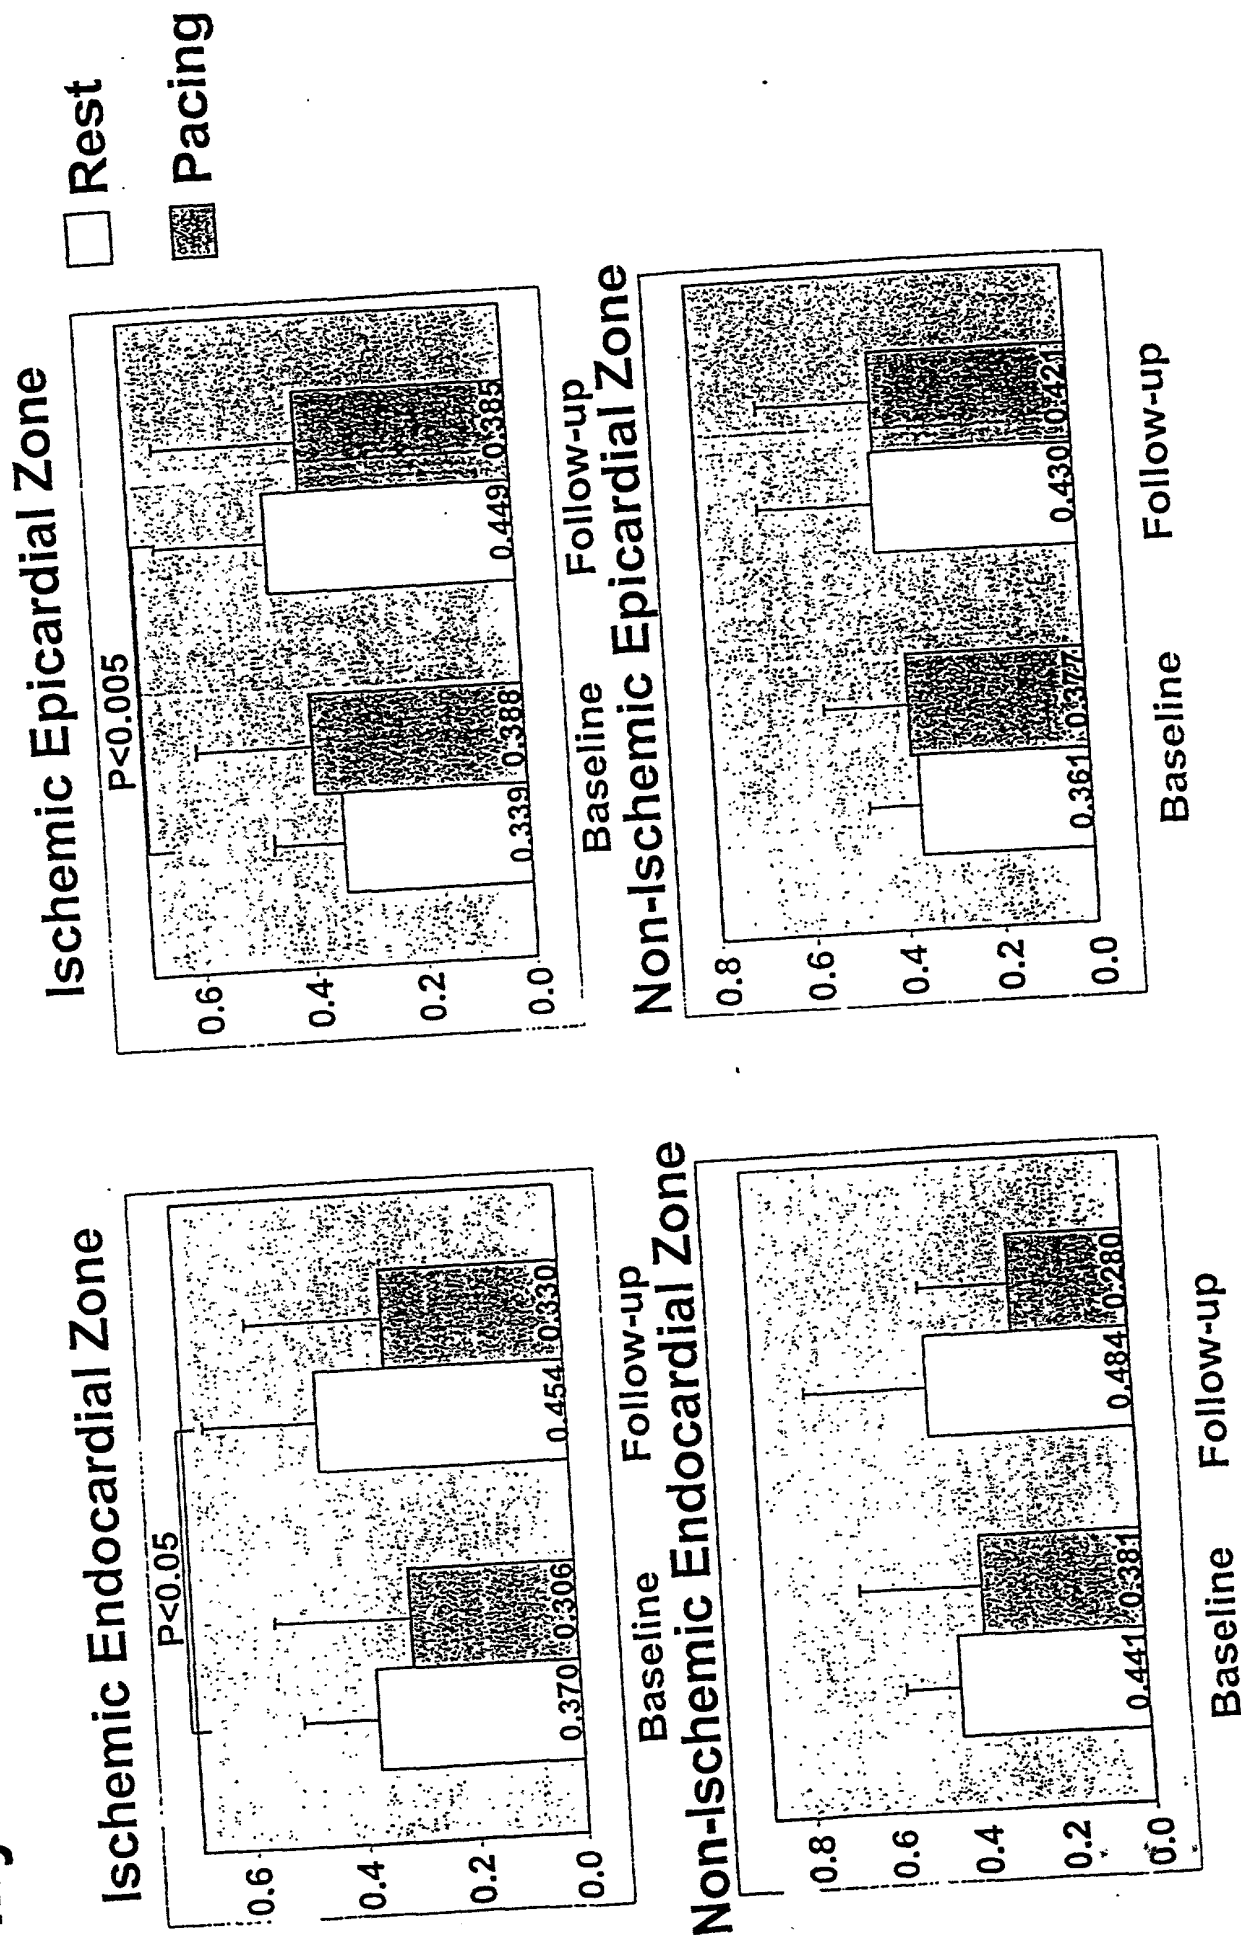 Rest
Pacing
Ischemic Endocardial Zone
P<0.05
0.6
0.4
0.2
0.0
0.370
0.306
0.454
0.330
Baseline
Follow-up
Ischemic Epicardial Zone
P<0.005
0.6
0.4
0.2
0.0
0.339
0.388
0.449
0.385
Baseline
Follow-up
Non-Ischemic Endocardial Zone
0.8
0.6
0.4
0.2
0.0
0.441
0.381
0.484
0.280
Baseline
Follow-up
Non-Ischemic Epicardial Zone
0.8
0.6
0.4
0.2
0.0
0.361
0.377
0.430
0.421
Baseline
Follow-up